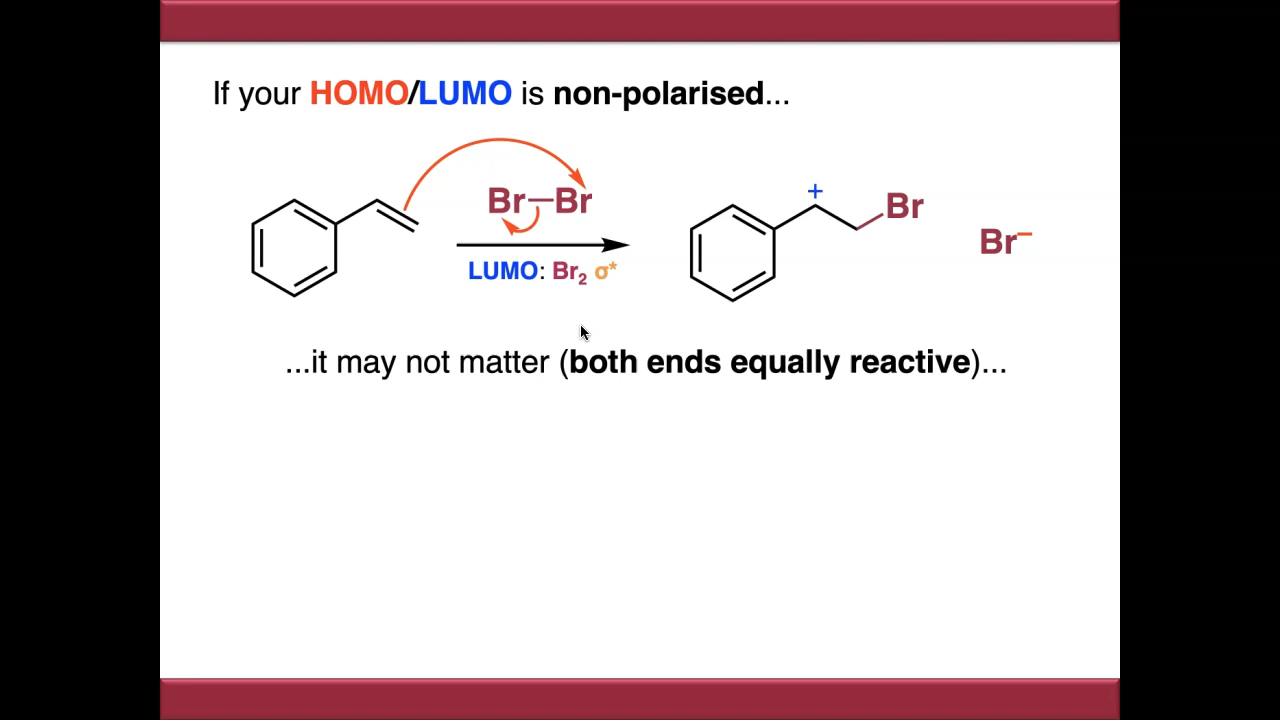 If your HOMO/LUMO is non-polarised...
Br—Br
LUMO: Br₂ σ*
+
Br
Br⁻
...it may not matter (both ends equally reactive)...